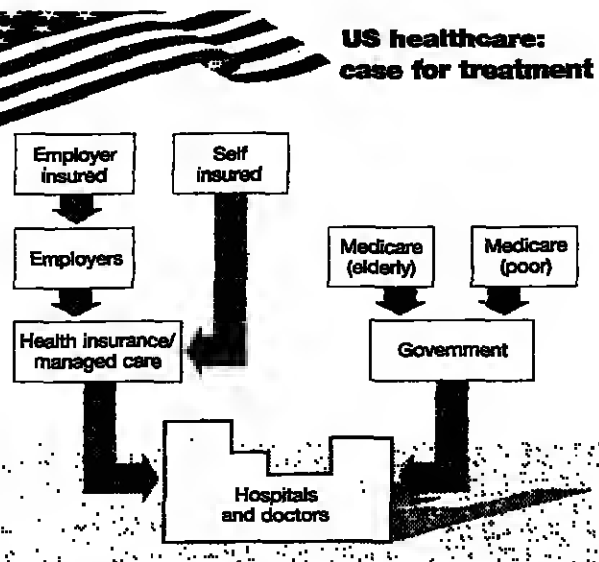 US healthcare:
case for treatment
Employer
insured
Self
insured
Employers
Medicare
(elderly)
Medicare
(poor)
Health insurance/
managed care
Government
Hospitals
and doctors